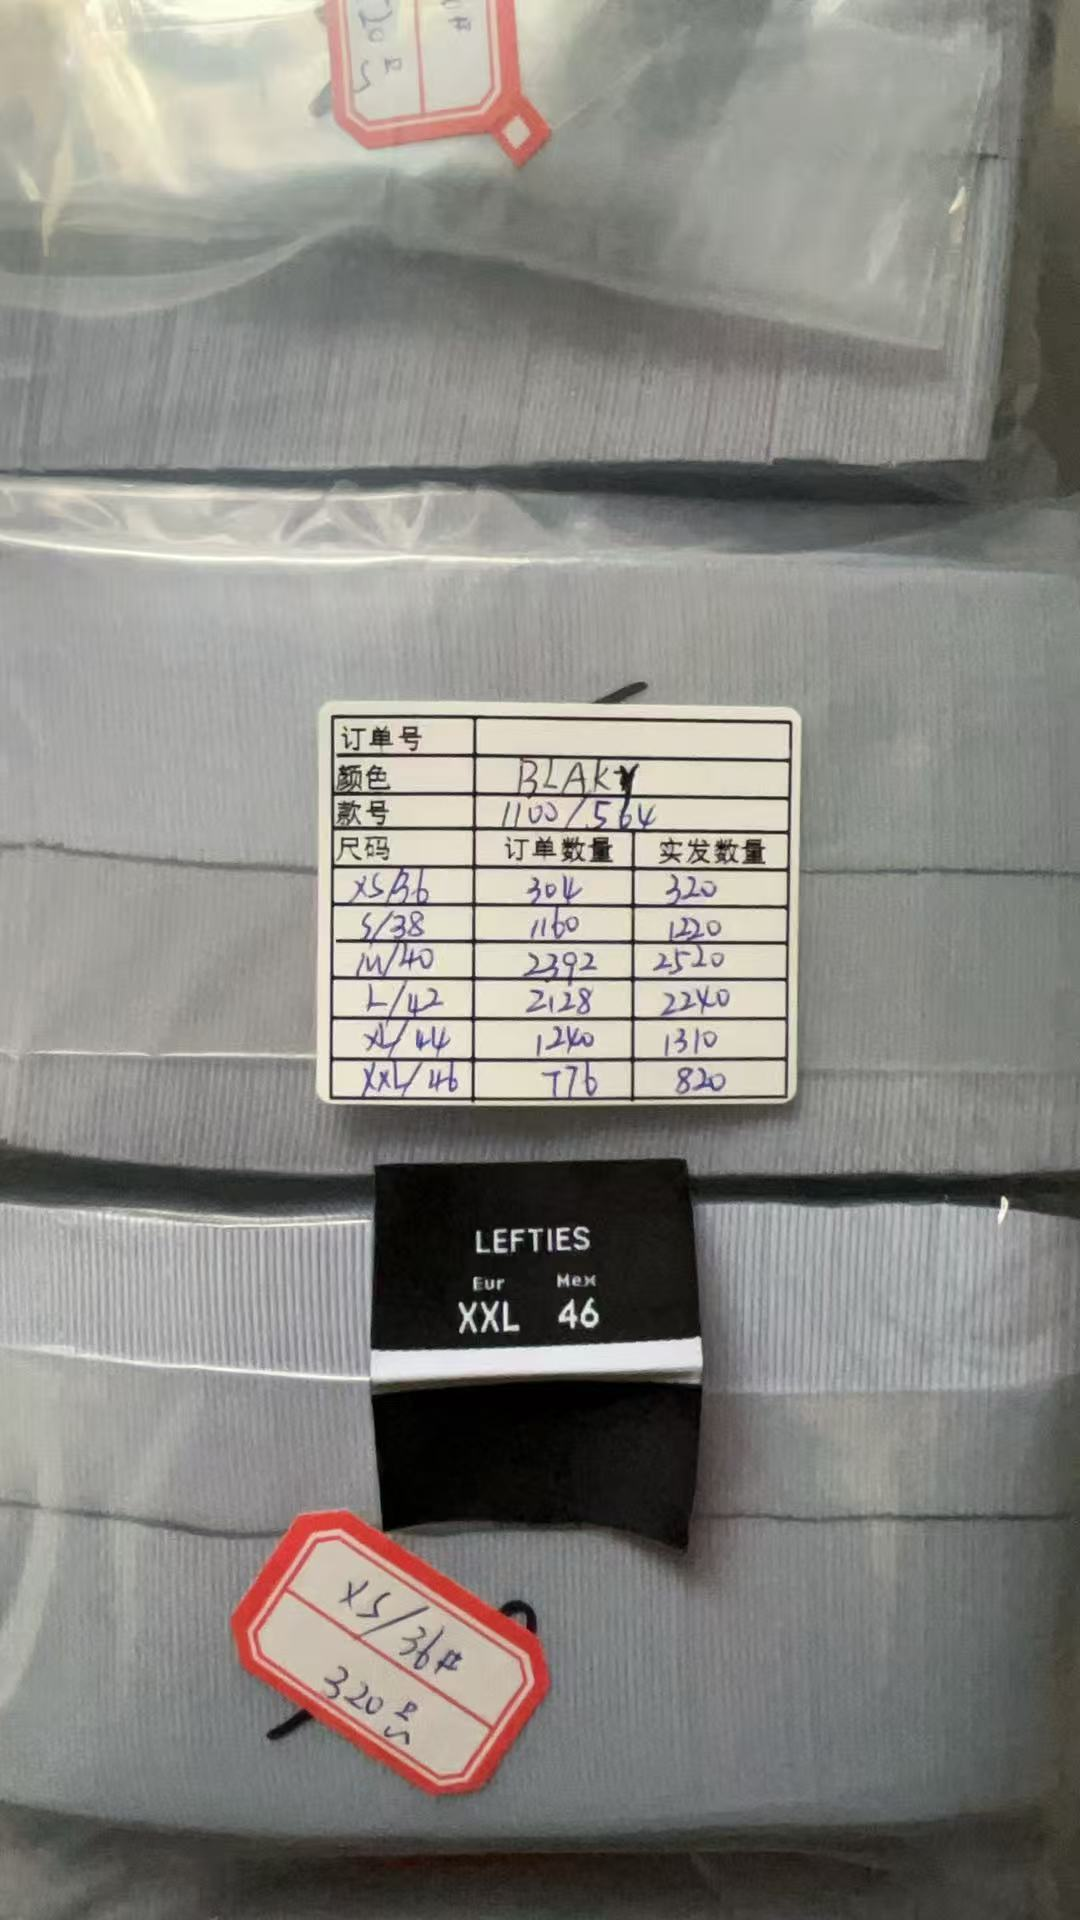 订单号
颜色 BLAK
款号 1100/564
尺码 订单数量 实发数量
XS/36 304 320
S/38 1160 1220
M/40 2392 2520
L/42 2128 2240
XL/44 1240 1310
XXL/46 776 820
LEFTIES
Eur Mex
XXL 46
XS/36#
320